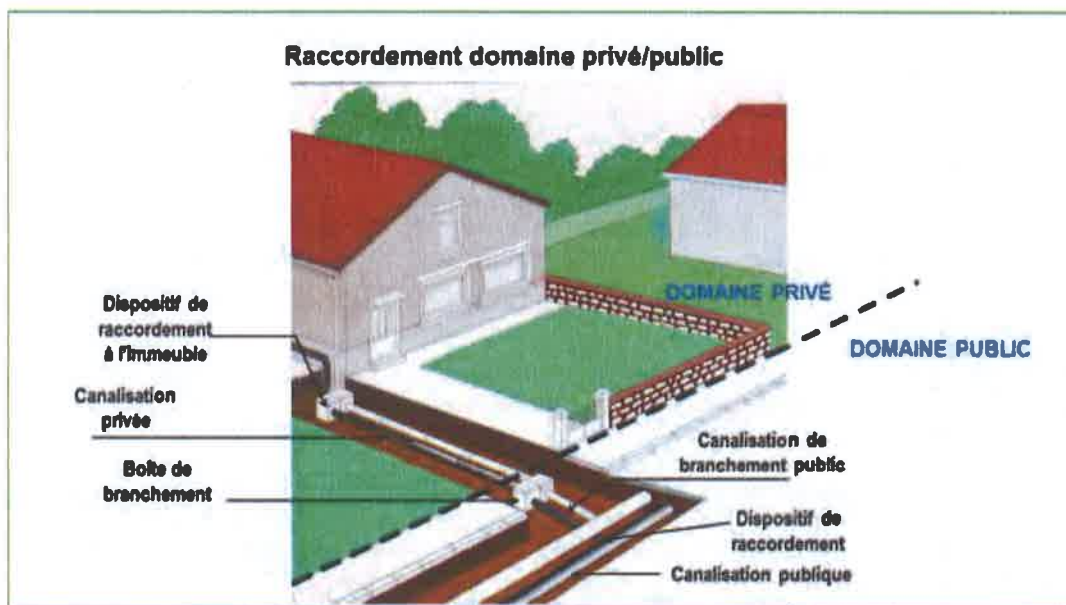 Raccordement domaine privé/public
DOMAINE PRIVÉ
DOMAINE PUBLIC
Dispositif de
raccordement
à l'immeuble
Canalisation
privée
Boîte de
branchement
Canalisation de
branchement public
Dispositif de
raccordement
Canalisation publique